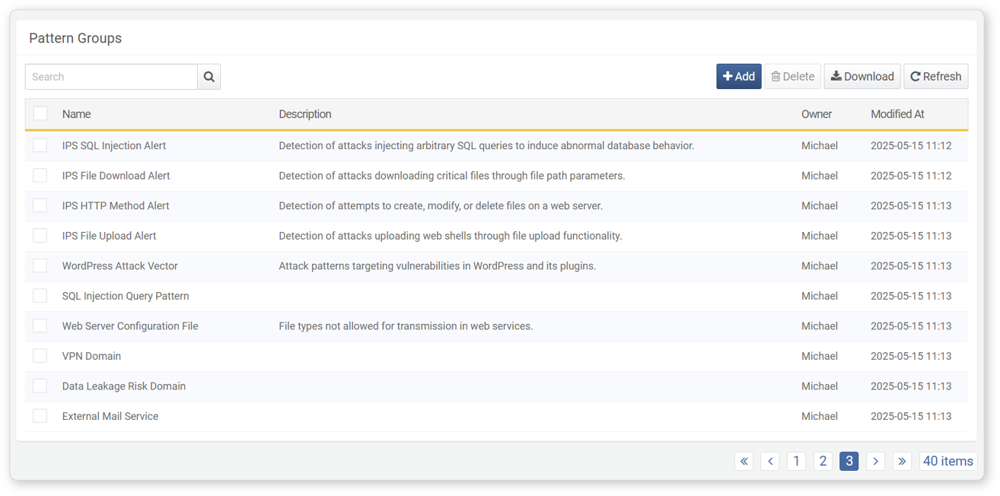 Pattern Groups
Search
Add Delete Download Refresh
Name Description Owner Modified At
IPS SQL Injection Alert Detection of attacks injecting arbitrary SQL queries to induce abnormal database behavior. Michael 2025-05-15 11:12
IPS File Download Alert Detection of attacks downloading critical files through file path parameters. Michael 2025-05-15 11:12
IPS HTTP Method Alert Detection of attempts to create, modify, or delete files on a web server. Michael 2025-05-15 11:13
IPS File Upload Alert Detection of attacks uploading web shells through file upload functionality. Michael 2025-05-15 11:13
WordPress Attack Vector Attack patterns targeting vulnerabilities in WordPress and its plugins. Michael 2025-05-15 11:13
SQL Injection Query Pattern Michael 2025-05-15 11:13
Web Server Configuration File File types not allowed for transmission in web services. Michael 2025-05-15 11:13
VPN Domain Michael 2025-05-15 11:13
Data Leakage Risk Domain Michael 2025-05-15 11:13
External Mail Service Michael 2025-05-15 11:13
« ‹ 1 2 3 › » 40 items